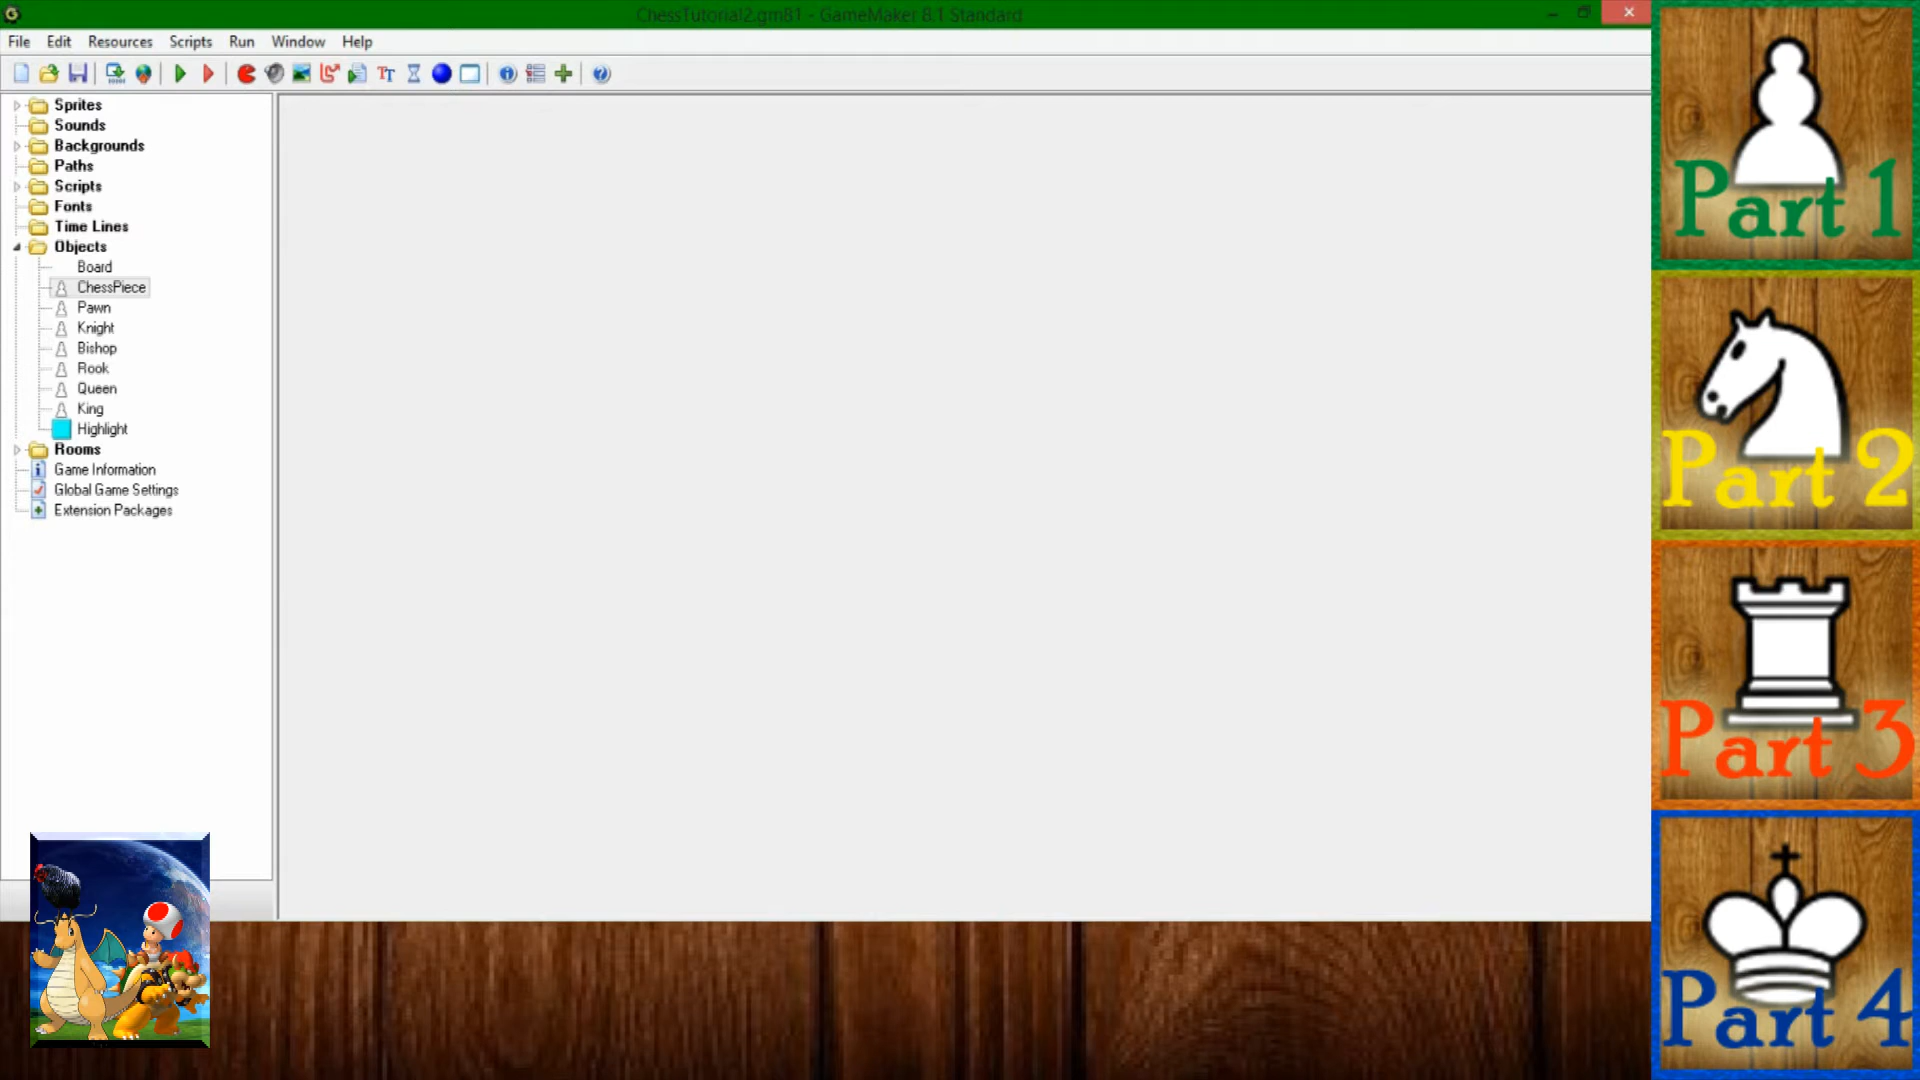 ChessTutorial2.gm81 - GameMaker 8.1 Standard
File Edit Resources Scripts Run Window Help
Sprites
Sounds
Backgrounds
Paths
Scripts
Fonts
Time Lines
Objects
Board
ChessPiece
Pawn
Knight
Bishop
Rook
Queen
King
Highlight
Rooms
Game Information
Global Game Settings
Extension Packages
Part 1
Part 2
Part 3
Part 4